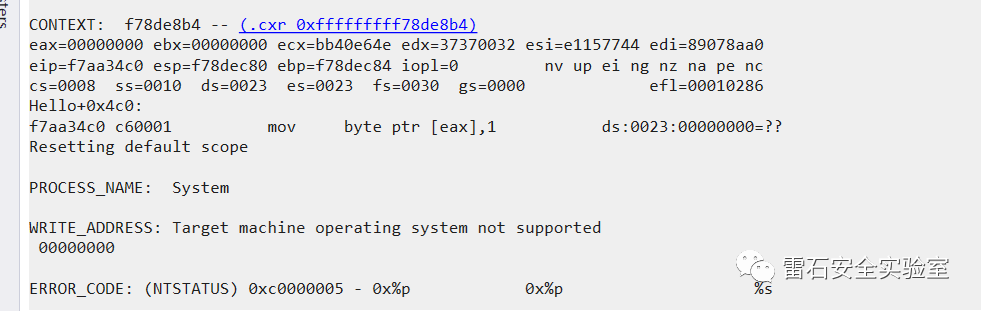 ters
CONTEXT:  f78de8b4 -- (.cxr 0xfffffffff78de8b4)
eax=00000000 ebx=00000000 ecx=bb40e64e edx=37370032 esi=e1157744 edi=89078aa0
eip=f7aa34c0 esp=f78dec80 ebp=f78dec84 iopl=0         nv up ei ng nz na pe nc
cs=0008  ss=0010  ds=0023  es=0023  fs=0030  gs=0000             efl=00010286
Hello+0x4c0:
f7aa34c0 c60001          mov     byte ptr [eax],1           ds:0023:00000000=??
Resetting default scope
PROCESS_NAME:  System
WRITE_ADDRESS: Target machine operating system not supported
 00000000
ERROR_CODE: (NTSTATUS) 0xc0000005 - 0x%p            0x%p                    %s
雷石安全实验室